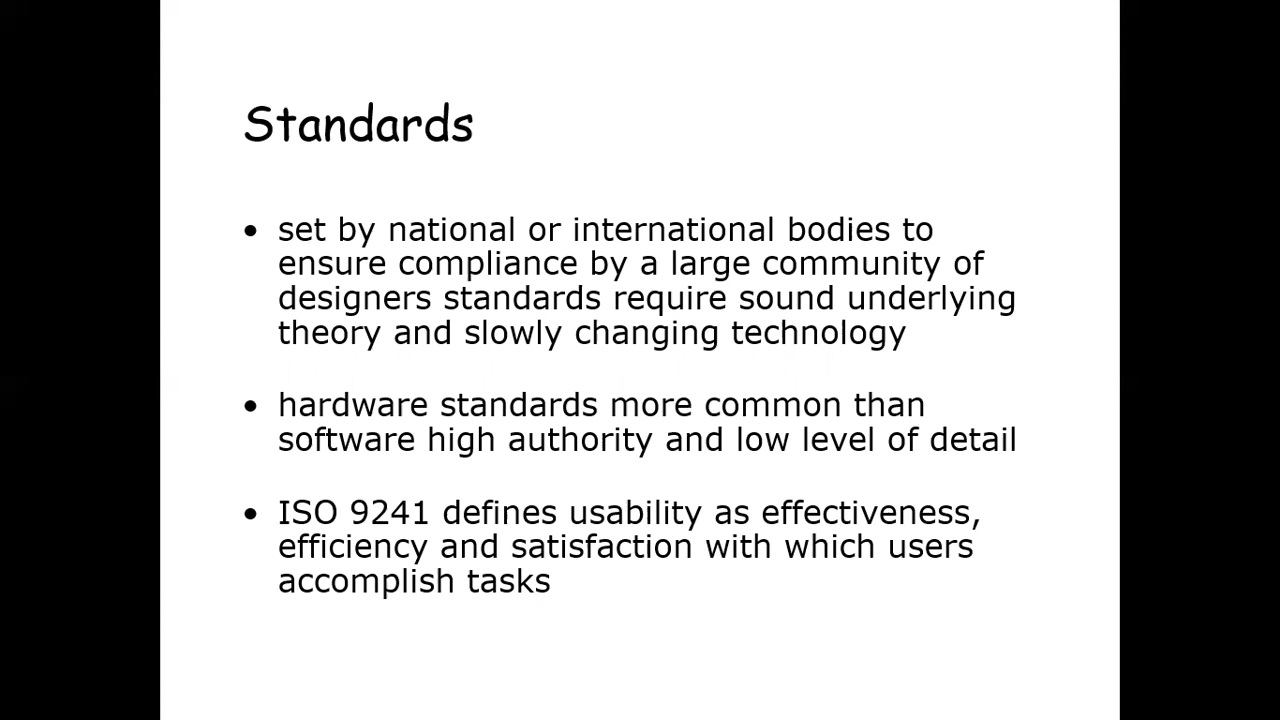 Standards
• set by national or international bodies to
ensure compliance by a large community of
designers standards require sound underlying
theory and slowly changing technology
• hardware standards more common than
software high authority and low level of detail
• ISO 9241 defines usability as effectiveness,
efficiency and satisfaction with which users
accomplish tasks